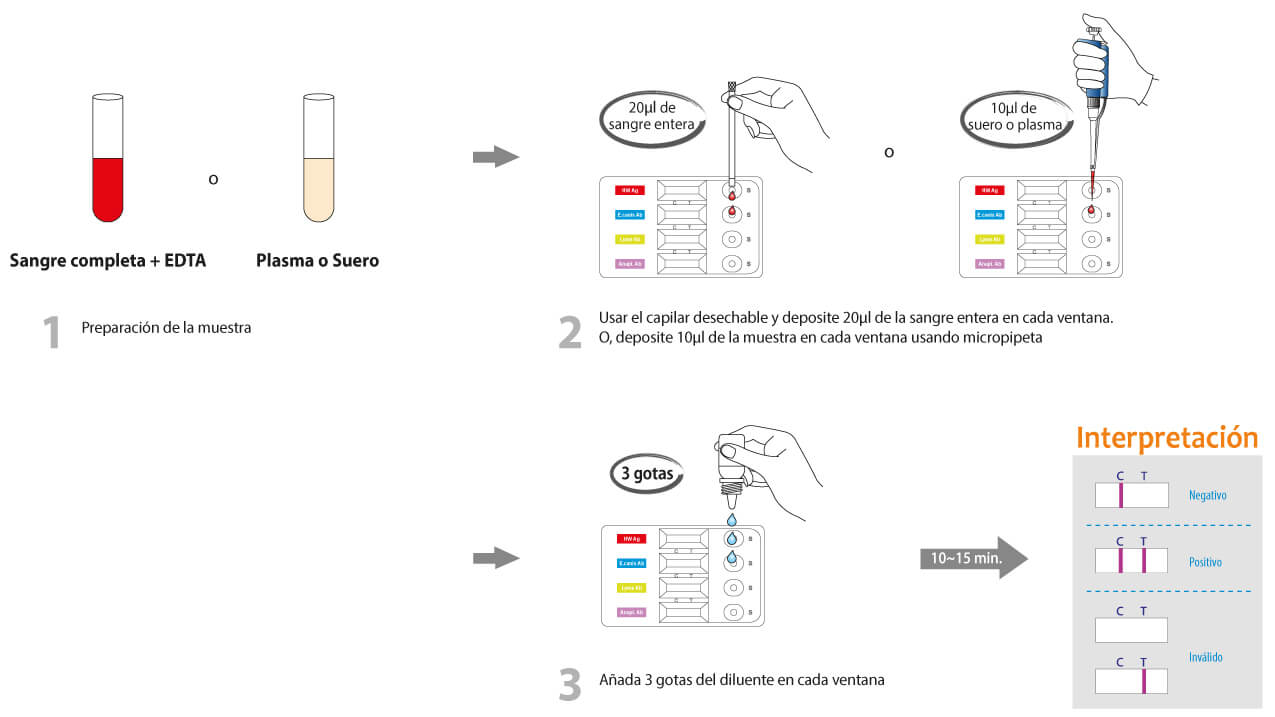 o
Sangre completa + EDTA
Plasma o Suero
1
Preparación de la muestra
20µl de
sangre entera
HW Ag
S
C T
E.canis Ab
S
C T
Lyme Ab
S
C T
Anapl. Ab
S
o
10µl de
suero o plasma
HW Ag
S
C T
E.canis Ab
S
C T
Lyme Ab
S
C T
Anapl. Ab
S
2
Usar el capilar desechable y deposite 20µl de la sangre entera en cada ventana.
O, deposite 10µl de la muestra en cada ventana usando micropipeta
3 gotas
HW Ag
S
C T
E.canis Ab
S
C T
Lyme Ab
S
C T
Anapl. Ab
S
3
Añada 3 gotas del diluente en cada ventana
10~15 min.
Interpretación
C T
Negativo
C T
Positivo
C T
Inválido
C T